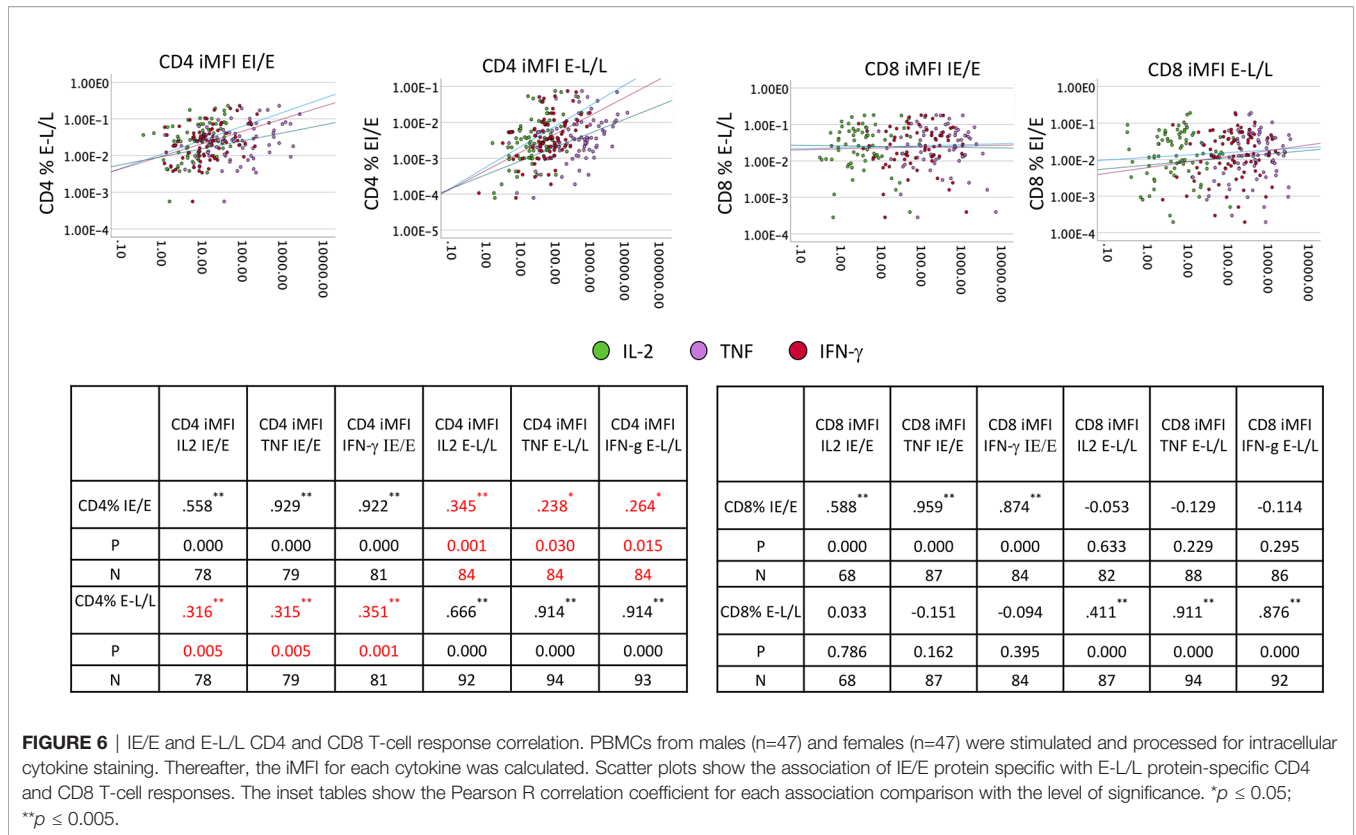 CD4 iMFI EI/E
CD4 % E-L/L
1.00E0
1.00E-1
1.00E-2
1.00E-3
1.00E-4
.10
1.00
10.00
100.00
1000.00
10000.00
CD4 iMFI E-L/L
CD4 % EI/E
1.00E-1
1.00E-2
1.00E-3
1.00E-4
1.00E-5
.10
1.00
10.00
100.00
1000.00
10000.00
CD8 iMFI IE/E
CD8 % E-L/L
1.00E0
1.00E-1
1.00E-2
1.00E-3
1.00E-4
.10
1.00
10.00
100.00
1000.00
10000.00
CD8 iMFI E-L/L
CD8 % EI/E
1.00E0
1.00E-1
1.00E-2
1.00E-3
1.00E-4
.10
1.00
10.00
100.00
1000.00
10000.00
IL-2 TNF IFN-γ
CD4 iMFI IL2 IE/E CD4 iMFI TNF IE/E CD4 iMFI IFN-γ IE/E CD4 iMFI IL2 E-L/L CD4 iMFI TNF E-L/L CD4 iMFI IFN-g E-L/L
CD4% IE/E .558** .929** .922** .345** .238* .264*
P 0.000 0.000 0.000 0.001 0.030 0.015
N 78 79 81 84 84 84
CD4% E-L/L .316** .315** .351** .666** .914** .914**
P 0.005 0.005 0.001 0.000 0.000 0.000
N 78 79 81 92 94 93
CD8 iMFI IL2 IE/E CD8 iMFI TNF IE/E CD8 iMFI IFN-γ IE/E CD8 iMFI IL2 E-L/L CD8 iMFI TNF E-L/L CD8 iMFI IFN-g E-L/L
CD8% IE/E .588** .959** .874** -0.053 -0.129 -0.114
P 0.000 0.000 0.000 0.633 0.229 0.295
N 68 87 84 82 88 86
CD8% E-L/L 0.033 -0.151 -0.094 .411** .911** .876**
P 0.786 0.162 0.395 0.000 0.000 0.000
N 68 87 84 87 94 92
FIGURE 6 | IE/E and E-L/L CD4 and CD8 T-cell response correlation. PBMCs from males (n=47) and females (n=47) were stimulated and processed for intracellular
cytokine staining. Thereafter, the iMFI for each cytokine was calculated. Scatter plots show the association of IE/E protein specific with E-L/L protein-specific CD4
and CD8 T-cell responses. The inset tables show the Pearson R correlation coefficient for each association comparison with the level of significance. *p ≤ 0.05;
**p ≤ 0.005.